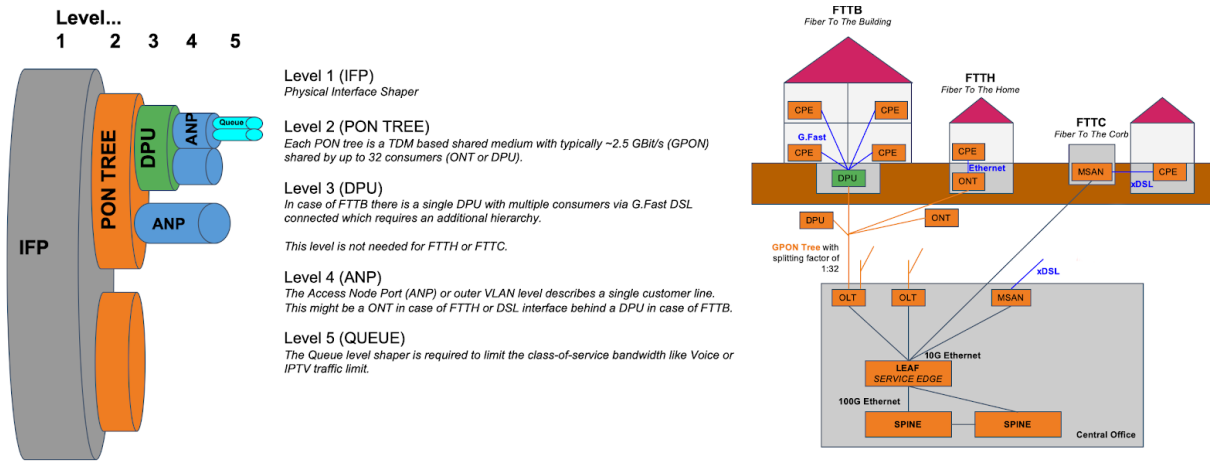 Level...
1 2 3 4 5
IFP
PON TREE
DPU
ANP
Queue
ANP
Level 1 (IFP)
Physical Interface Shaper
Level 2 (PON TREE)
Each PON tree is a TDM based shared medium with typically ~2.5 GBit/s (GPON)
shared by up to 32 consumers (ONT or DPU).
Level 3 (DPU)
In case of FTTB there is a single DPU with multiple consumers via G.Fast DSL
connected which requires an additional hierarchy.
This level is not needed for FTTH or FTTC.
Level 4 (ANP)
The Access Node Port (ANP) or outer VLAN level describes a single customer line.
This might be a ONT in case of FTTH or DSL interface behind a DPU in case of FTTB.
Level 5 (QUEUE)
The Queue level shaper is required to limit the class-of-service bandwidth like Voice or
IPTV traffic limit.
FTTB
Fiber To The Building
CPE
CPE
G.Fast
CPE
CPE
DPU
FTTH
Fiber To The Home
CPE
Ethernet
ONT
FTTC
Fiber To The Corb
MSAN
CPE
xDSL
DPU
ONT
GPON Tree with
splitting factor of
1:32
xDSL
OLT
OLT
MSAN
10G Ethernet
LEAF
SERVICE EDGE
100G Ethernet
SPINE
SPINE
Central Office